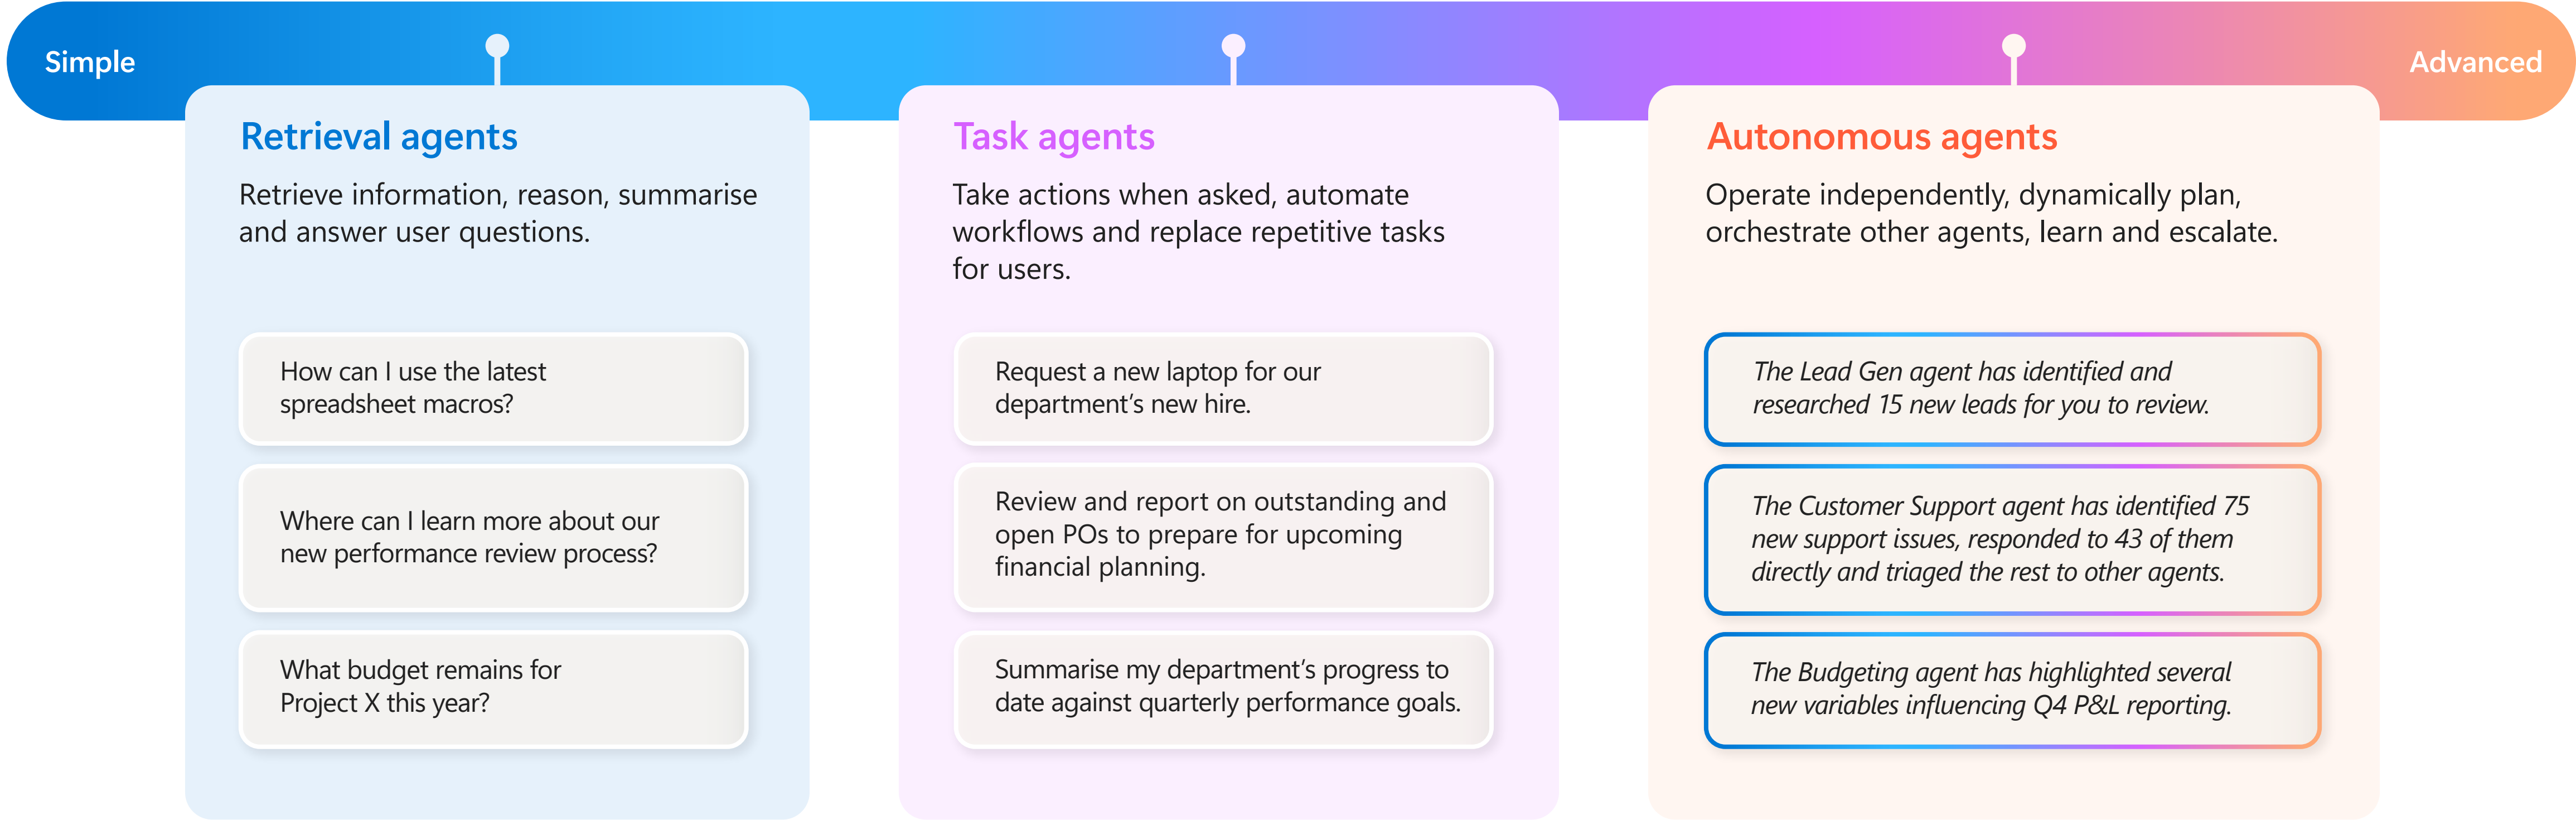 Simple
Advanced
Retrieval agents
Retrieve information, reason, summarise
and answer user questions.
How can I use the latest
spreadsheet macros?
Where can I learn more about our
new performance review process?
What budget remains for
Project X this year?
Task agents
Take actions when asked, automate
workflows and replace repetitive tasks
for users.
Request a new laptop for our
department’s new hire.
Review and report on outstanding and
open POs to prepare for upcoming
financial planning.
Summarise my department’s progress to
date against quarterly performance goals.
Autonomous agents
Operate independently, dynamically plan,
orchestrate other agents, learn and escalate.
The Lead Gen agent has identified and
researched 15 new leads for you to review.
The Customer Support agent has identified 75
new support issues, responded to 43 of them
directly and triaged the rest to other agents.
The Budgeting agent has highlighted several
new variables influencing Q4 P&L reporting.